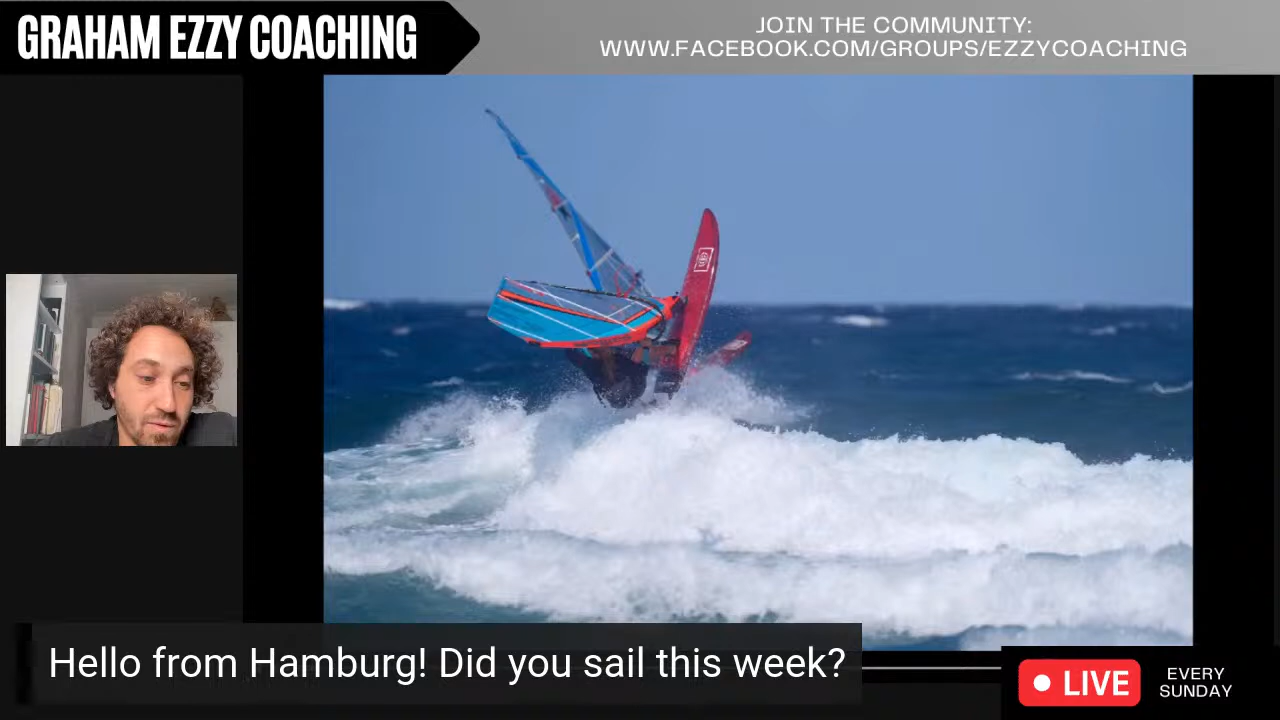 GRAHAM EZZY COACHING
JOIN THE COMMUNITY:
WWW.FACEBOOK.COM/GROUPS/EZZYCOACHING
Hello from Hamburg! Did you sail this week?
LIVE
EVERY
SUNDAY